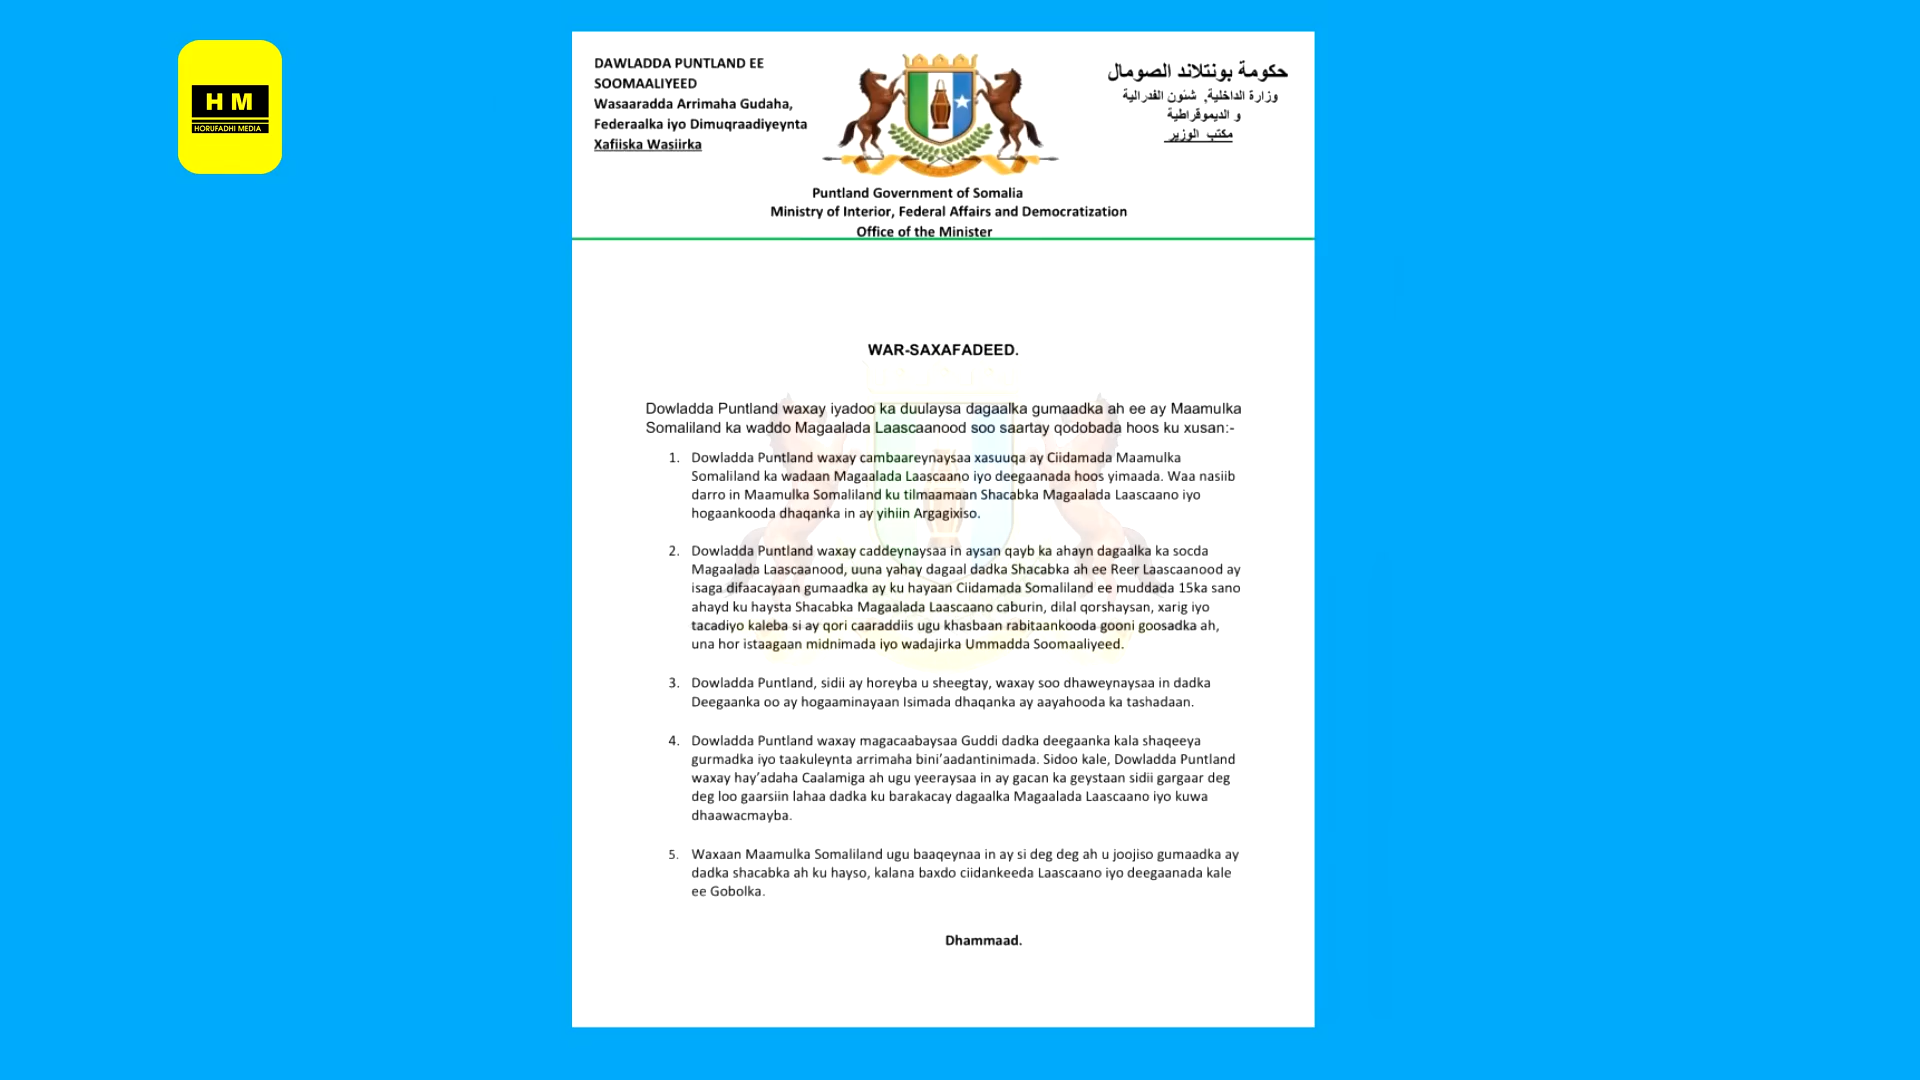 H M
HORUFADHI MEDIA
DAWLADDA PUNTLAND EE
SOOMAALIYEED
Wasaaradda Arrimaha Gudaha,
Federaalka iyo Dimuqraadiyeynta
Xafiiska Wasiirka
حكومة بونتلاند الصومال
وزارة الداخلية, شئون الفدرالية
و الديموقراطية
مكتب الوزير
Puntland Government of Somalia
Ministry of Interior, Federal Affairs and Democratization
Office of the Minister
WAR-SAXAFADEED.
Dowladda Puntland waxay iyadoo ka duulaysa dagaalka gumaadka ah ee ay Maamulka
Somaliland ka waddo Magaalada Laascaanood soo saartay qodobada hoos ku xusan:-
1. Dowladda Puntland waxay cambaareynaysaa xasuuqa ay Ciidamada Maamulka
Somaliland ka wadaan Magaalada Laascaano iyo deegaanada hoos yimaada. Waa nasiib
darro in Maamulka Somaliland ku tilmaamaan Shacabka Magaalada Laascaano iyo
hogaankooda dhaqanka in ay yihiin Argagixiso.
2. Dowladda Puntland waxay caddeynaysaa in aysan qayb ka ahayn dagaalka ka socda
Magaalada Laascaanood, uuna yahay dagaal dadka Shacabka ah ee Reer Laascaanood ay
isaga difaacayaan gumaadka ay ku hayaan Ciidamada Somaliland ee muddada 15ka sano
ahayd ku haysta Shacabka Magaalada Laascaano caburin, dilal qorshaysan, xarig iyo
tacadiyo kaleba si ay qori caaraddiis ugu khasbaan rabitaankooda gooni goosadka ah,
una hor istaagaan midnimada iyo wadajirka Ummadda Soomaaliyeed.
3. Dowladda Puntland, sidii ay horeyba u sheegtay, waxay soo dhaweynaysaa in dadka
Deegaanka oo ay hogaaminayaan Isimada dhaqanka ay aayahooda ka tashadaan.
4. Dowladda Puntland waxay magacaabaysaa Guddi dadka deegaanka kala shaqeeya
gurmadka iyo taakuleynta arrimaha bini’aadantinimada. Sidoo kale, Dowladda Puntland
waxay hay’adaha Caalamiga ah ugu yeeraysaa in ay gacan ka geystaan sidii gargaar deg
deg loo gaarsiin lahaa dadka ku barakacay dagaalka Magaalada Laascaano iyo kuwa
dhaawacmayba.
5. Waxaan Maamulka Somaliland ugu baaqeynaa in ay si deg deg ah u joojiso gumaadka ay
dadka shacabka ah ku hayso, kalana baxdo ciidankeeda Laascaano iyo deegaanada kale
ee Gobolka.
Dhammaad.